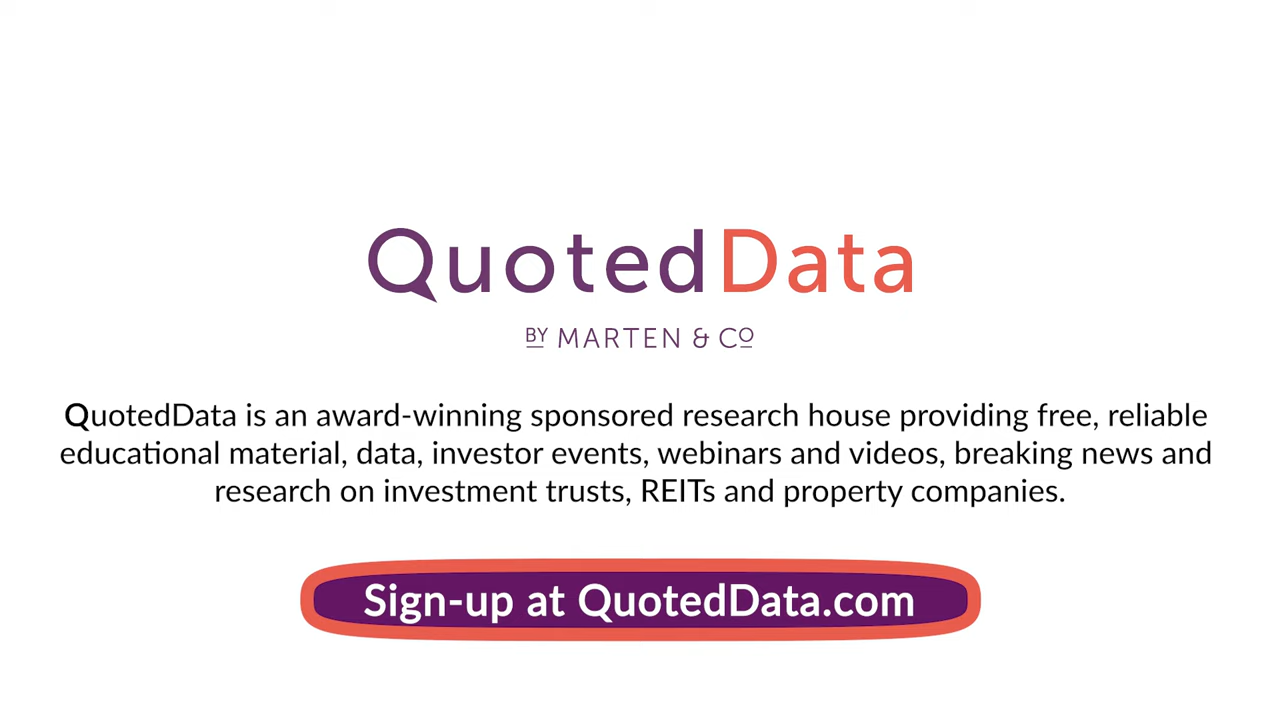 QuotedData
BY MARTEN & CO
QuotedData is an award-winning sponsored research house providing free, reliable
educational material, data, investor events, webinars and videos, breaking news and
research on investment trusts, REITs and property companies.
Sign-up at QuotedData.com